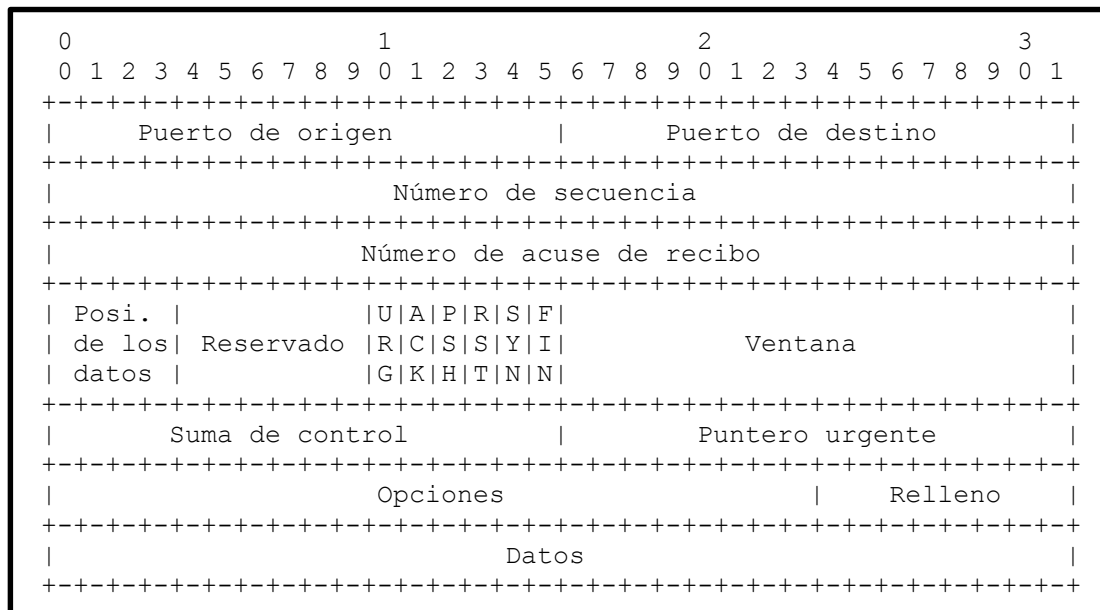 0                   1                   2                   3
 0 1 2 3 4 5 6 7 8 9 0 1 2 3 4 5 6 7 8 9 0 1 2 3 4 5 6 7 8 9 0 1
+-+-+-+-+-+-+-+-+-+-+-+-+-+-+-+-+-+-+-+-+-+-+-+-+-+-+-+-+-+-+-+-+
|     Puerto de origen          |      Puerto de destino        |
+-+-+-+-+-+-+-+-+-+-+-+-+-+-+-+-+-+-+-+-+-+-+-+-+-+-+-+-+-+-+-+-+
|                     Número de secuencia                       |
+-+-+-+-+-+-+-+-+-+-+-+-+-+-+-+-+-+-+-+-+-+-+-+-+-+-+-+-+-+-+-+-+
|                   Número de acuse de recibo                   |
+-+-+-+-+-+-+-+-+-+-+-+-+-+-+-+-+-+-+-+-+-+-+-+-+-+-+-+-+-+-+-+-+
| Posi. |           |U|A|P|R|S|F|                               |
| de los| Reservado |R|C|S|S|Y|I|           Ventana             |
| datos |           |G|K|H|T|N|N|                               |
+-+-+-+-+-+-+-+-+-+-+-+-+-+-+-+-+-+-+-+-+-+-+-+-+-+-+-+-+-+-+-+-+
|       Suma de control         |        Puntero urgente        |
+-+-+-+-+-+-+-+-+-+-+-+-+-+-+-+-+-+-+-+-+-+-+-+-+-+-+-+-+-+-+-+-+
|                    Opciones                   |    Relleno    |
+-+-+-+-+-+-+-+-+-+-+-+-+-+-+-+-+-+-+-+-+-+-+-+-+-+-+-+-+-+-+-+-+
|                            Datos                              |
+-+-+-+-+-+-+-+-+-+-+-+-+-+-+-+-+-+-+-+-+-+-+-+-+-+-+-+-+-+-+-+-+